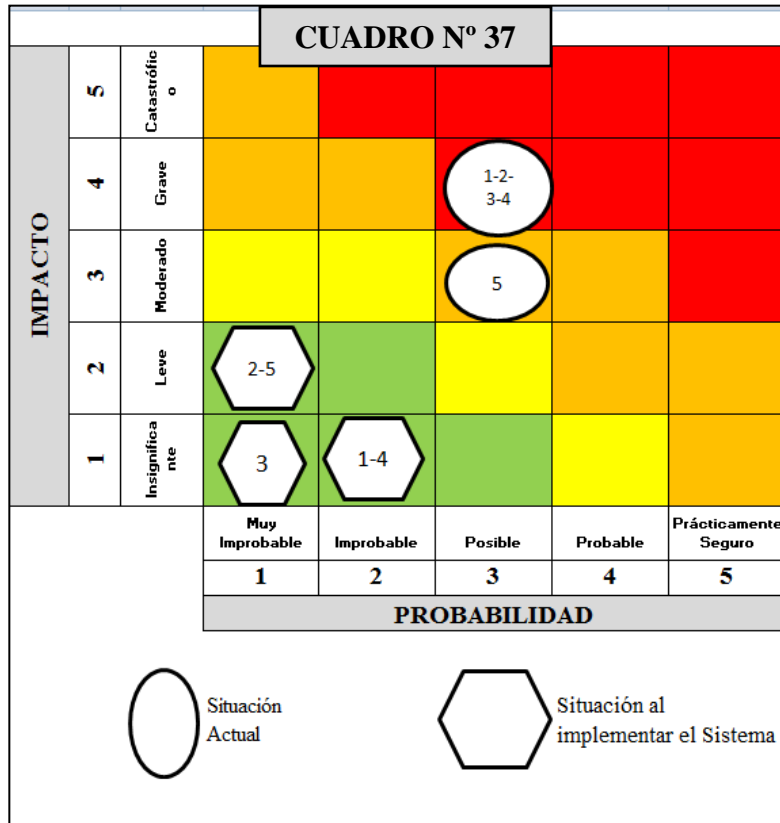 CUADRO Nº 37
IMPACTO
5
Catastrófic
o
4
Grave
1-2-
3-4
3
Moderado
5
2
Leve
2-5
1
Insignifica
nte
3
1-4
Muy
Improbable
Improbable
Posible
Probable
Prácticamente
Seguro
1
2
3
4
5
PROBABILIDAD
Situación
Actual
Situación al
implementar el Sistema